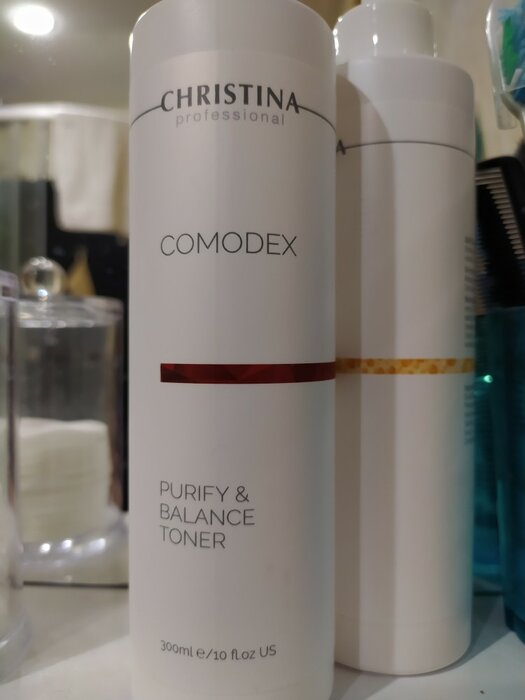 CHRISTINA
professional
COMODEX
PURIFY &
BALANCE
TONER
300ml ℮/10 fl.oz US
A